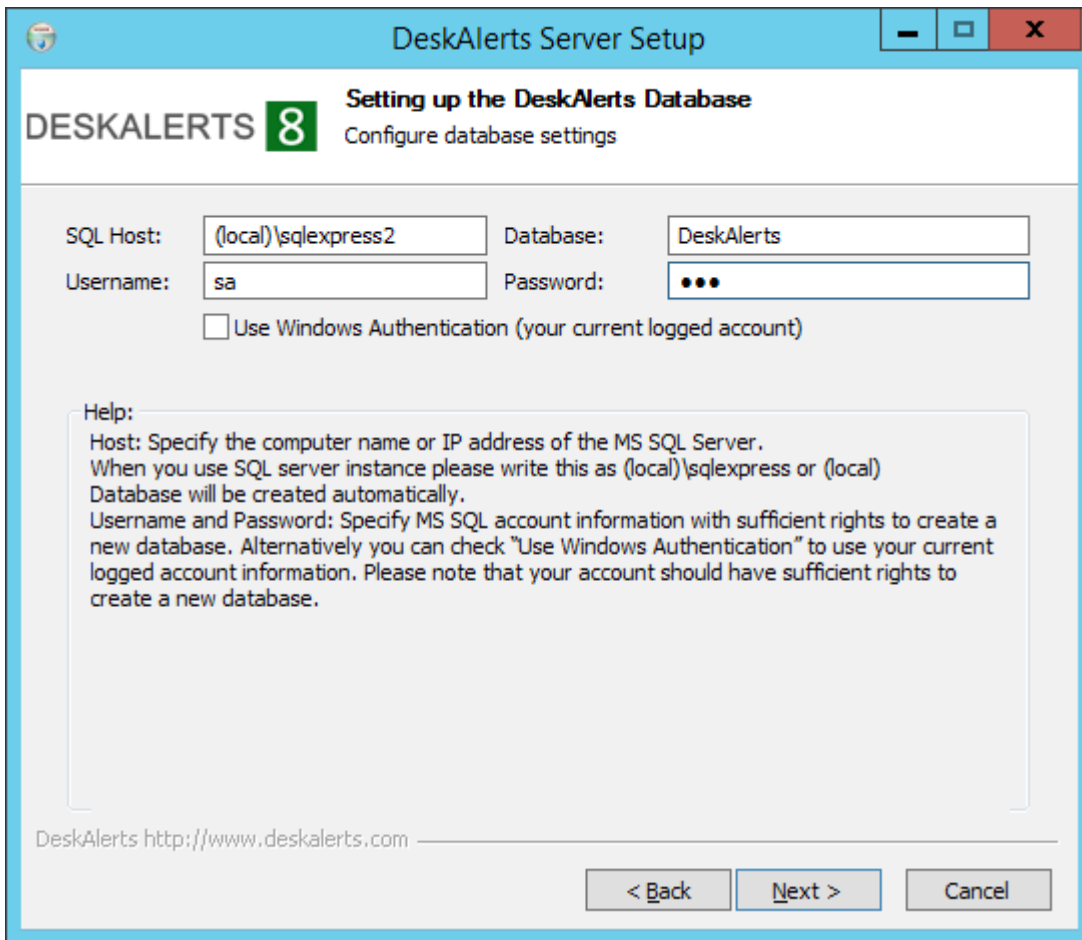 DeskAlerts Server Setup
DESKALERTS 8
Setting up the DeskAlerts Database
Configure database settings
SQL Host: (local)\sqlexpress2 Database: DeskAlerts
Username: sa Password: ●●●
Use Windows Authentication (your current logged account)
Help:
Host: Specify the computer name or IP address of the MS SQL Server.
When you use SQL server instance please write this as (local)\sqlexpress or (local)
Database will be created automatically.
Username and Password: Specify MS SQL account information with sufficient rights to create a
new database. Alternatively you can check “Use Windows Authentication” to use your current
logged account information. Please note that your account should have sufficient rights to
create a new database.
DeskAlerts http://www.deskalerts.com
< Back Next > Cancel